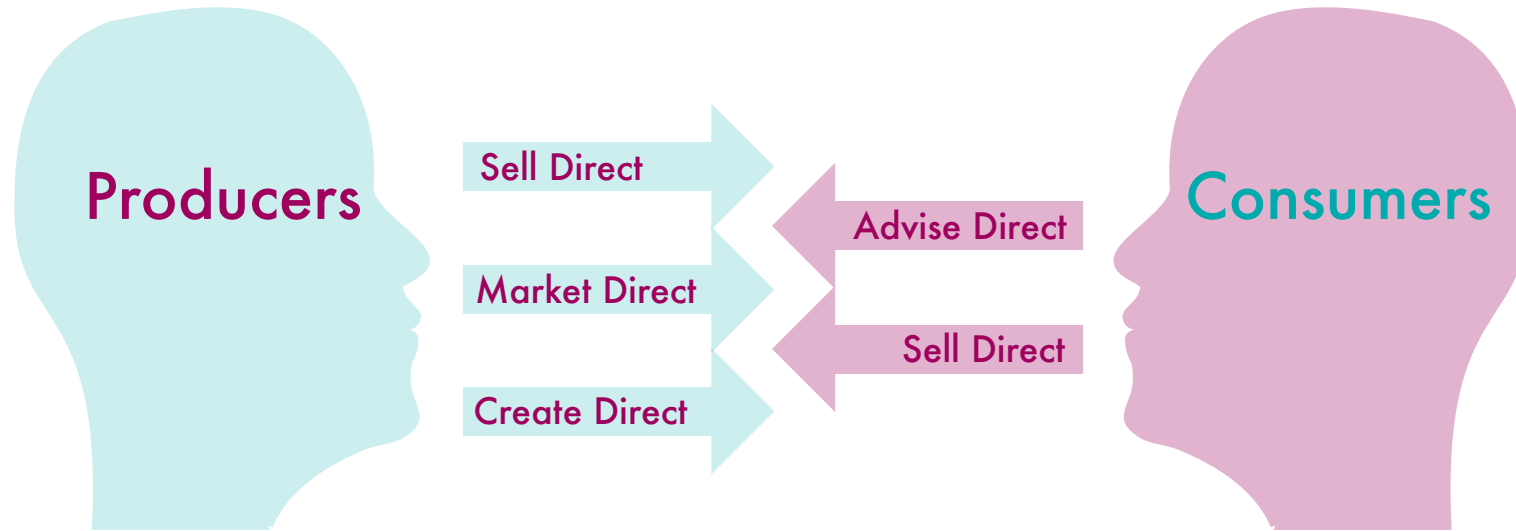 Producers
Sell Direct
Market Direct
Create Direct
Advise Direct
Sell Direct
Consumers